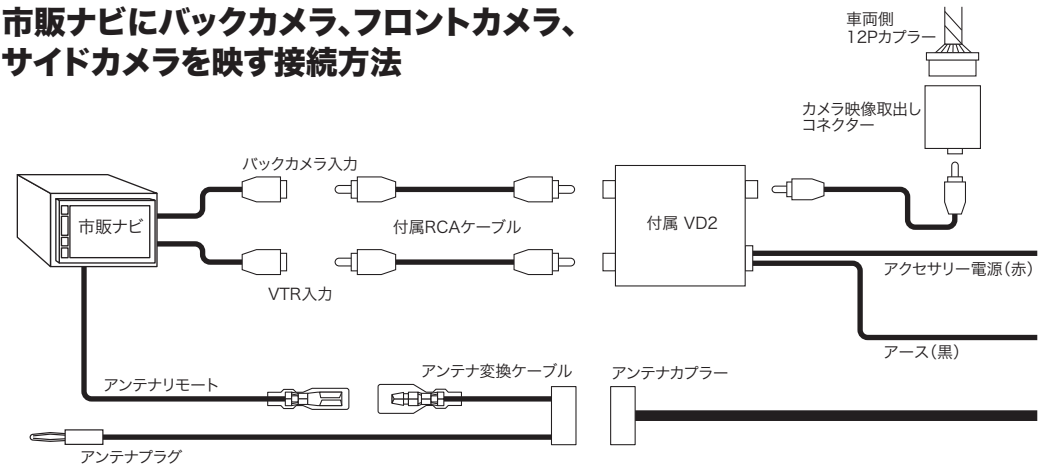 市販ナビにバックカメラ、フロントカメラ、
サイドカメラを映す接続方法
車両側
12Pカプラー
カメラ映像取出し
コネクター
バックカメラ入力
市販ナビ
付属RCAケーブル
付属 VD2
VTR入力
アクセサリー電源（赤）
アース（黒）
アンテナリモート
アンテナ変換ケーブル
アンテナカプラー
アンテナプラグ